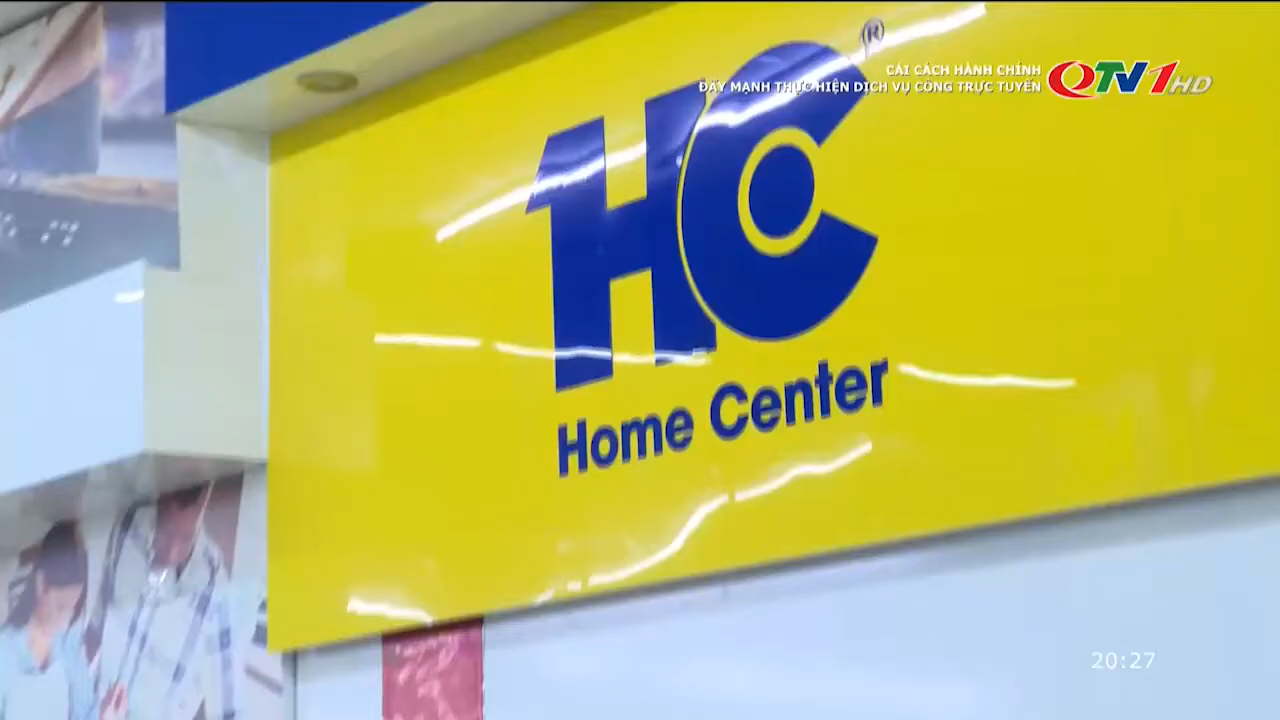 CẢI CÁCH HÀNH CHÍNH
ĐẨY MẠNH THỰC HIỆN DỊCH VỤ CÔNG TRỰC TUYẾN
QTV1HD
HC®
Home Center
20:27